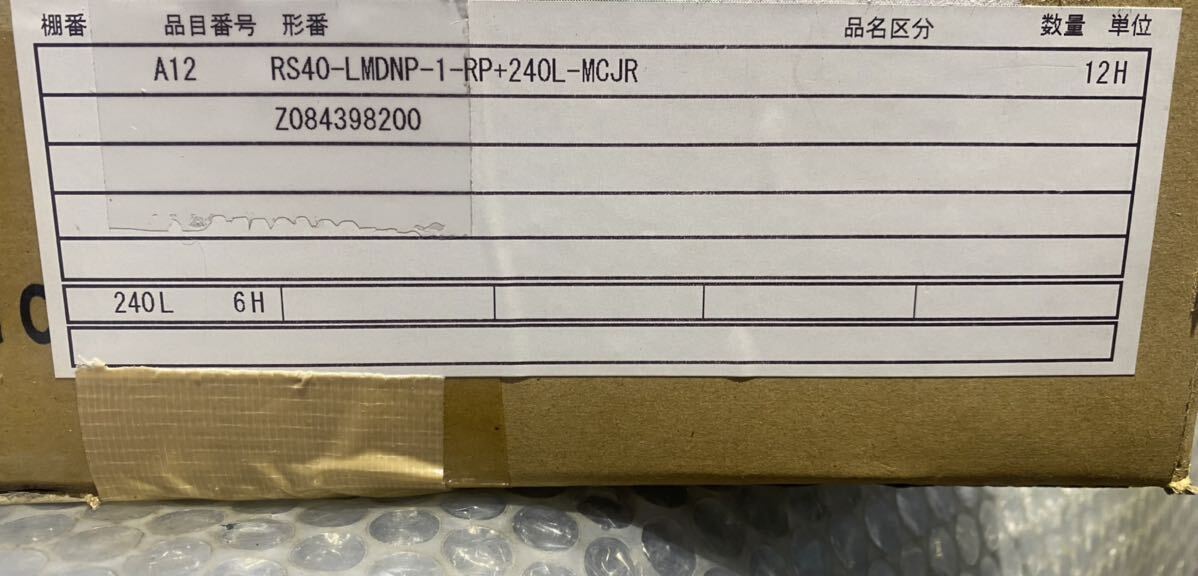 棚番 品目番号 形番 品名区分 数量 単位
A12 RS40-LMDNP-1-RP+240L-MCJR 12H
Z084398200
240L 6H